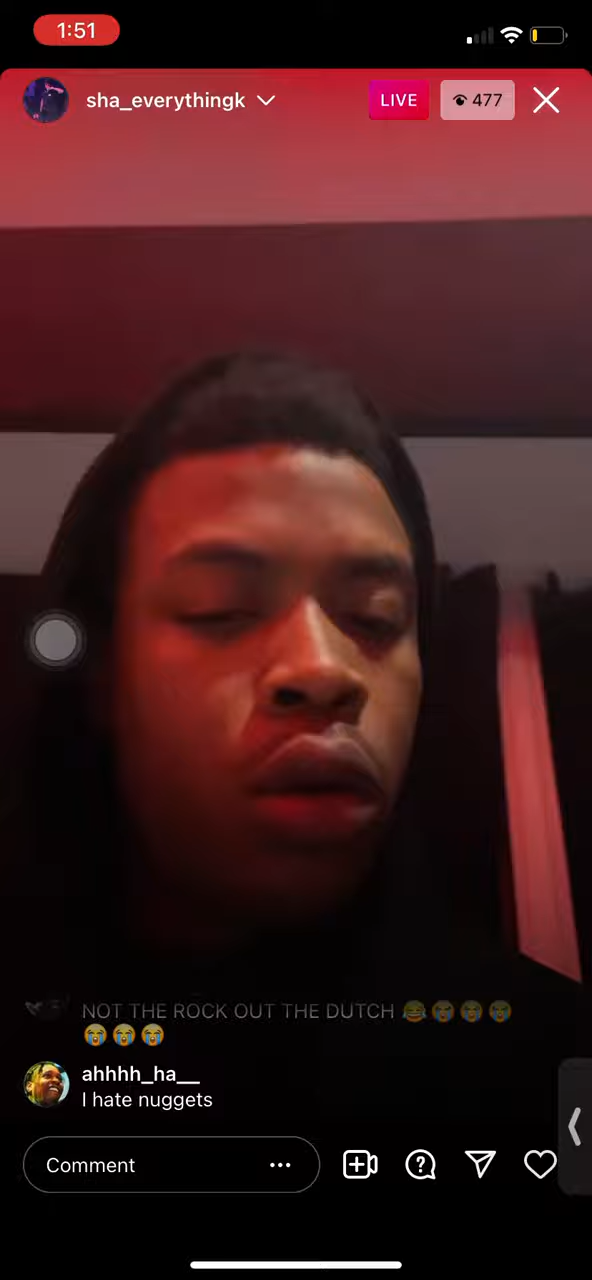 1:51
sha_everythingk
LIVE
477
NOT THE ROCK OUT THE DUTCH 😂😭😭😭
😭😭😭
ahhhh_ha__
I hate nuggets
Comment